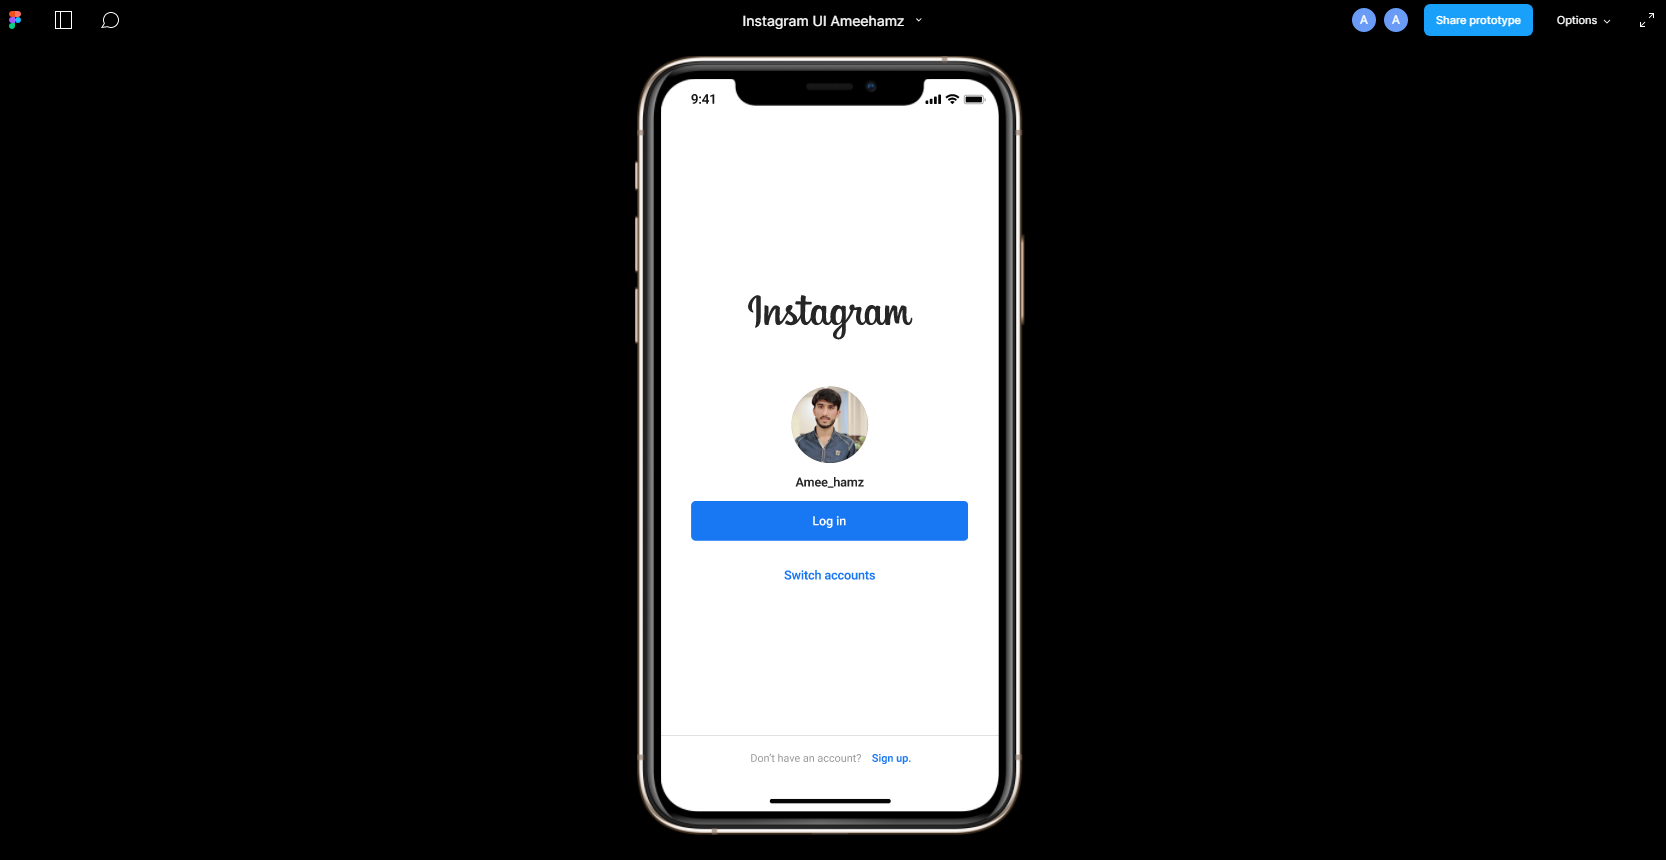 Instagram UI Ameehamz
A
A
Share prototype
Options
9:41
Instagram
Amee_hamz
Log in
Switch accounts
Don't have an account? Sign up.